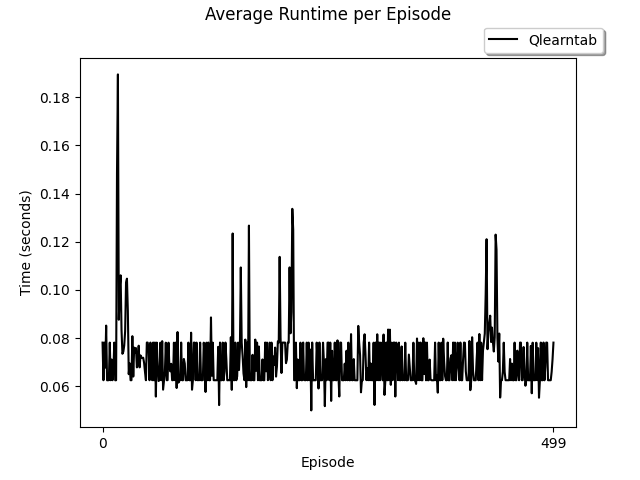 Average Runtime per Episode
Qlearntab
0.18
0.16
0.14
0.12
0.10
0.08
0.06
Time (seconds)
0
499
Episode